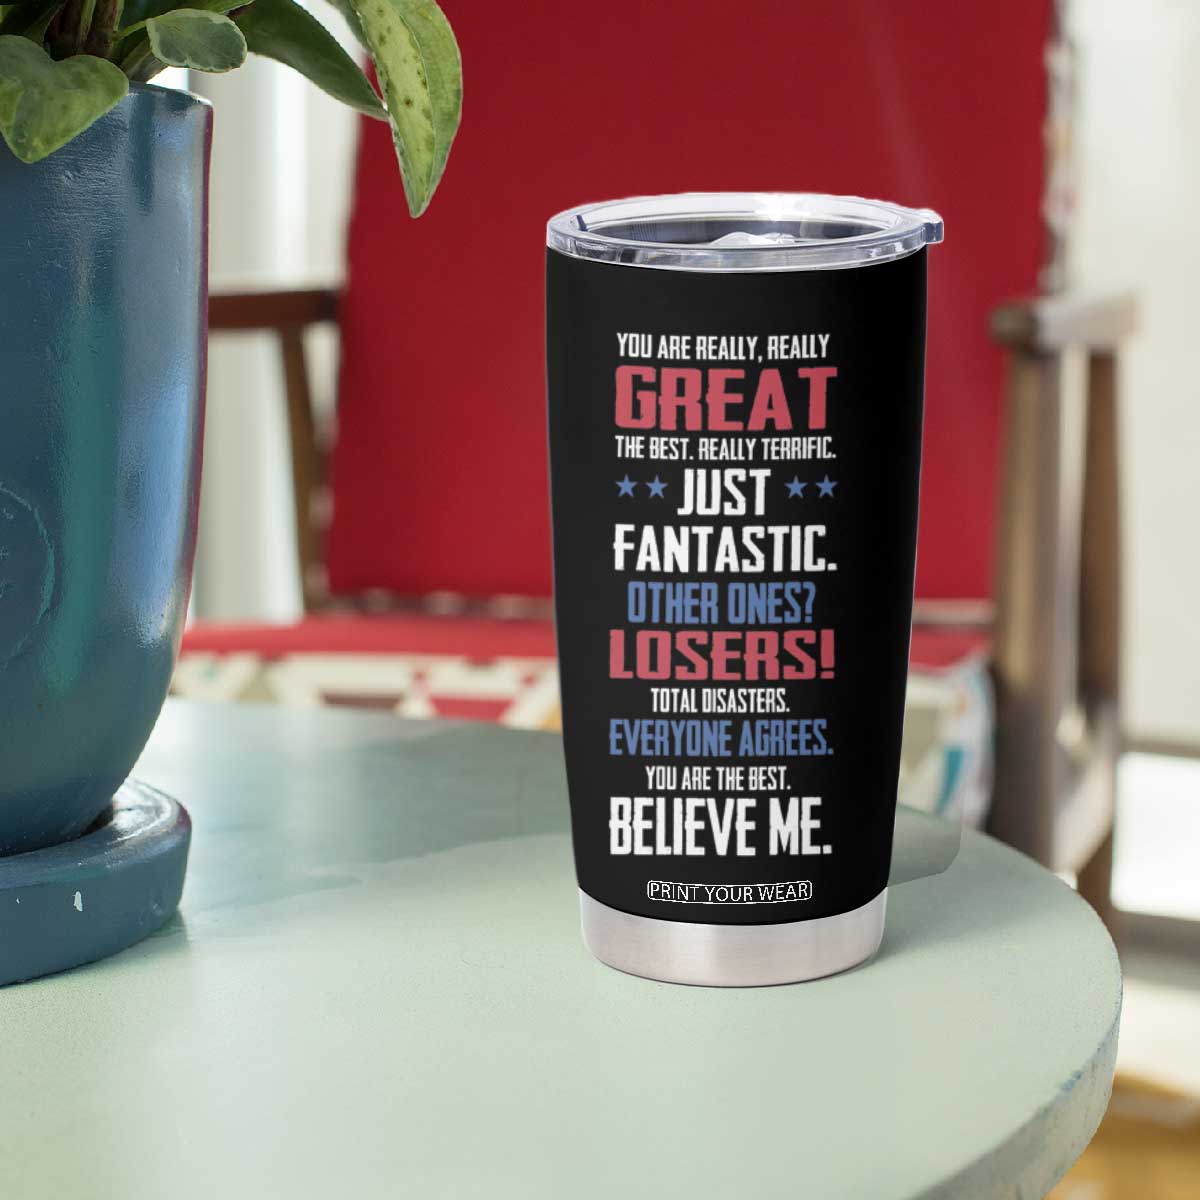 YOU ARE REALLY, REALLY
GREAT
THE BEST. REALLY TERRIFIC.
JUST
FANTASTIC.
OTHER ONES?
LOSERS!
TOTAL DISASTERS.
EVERYONE AGREES.
YOU ARE THE BEST.
BELIEVE ME.
PRINT YOUR WEAR